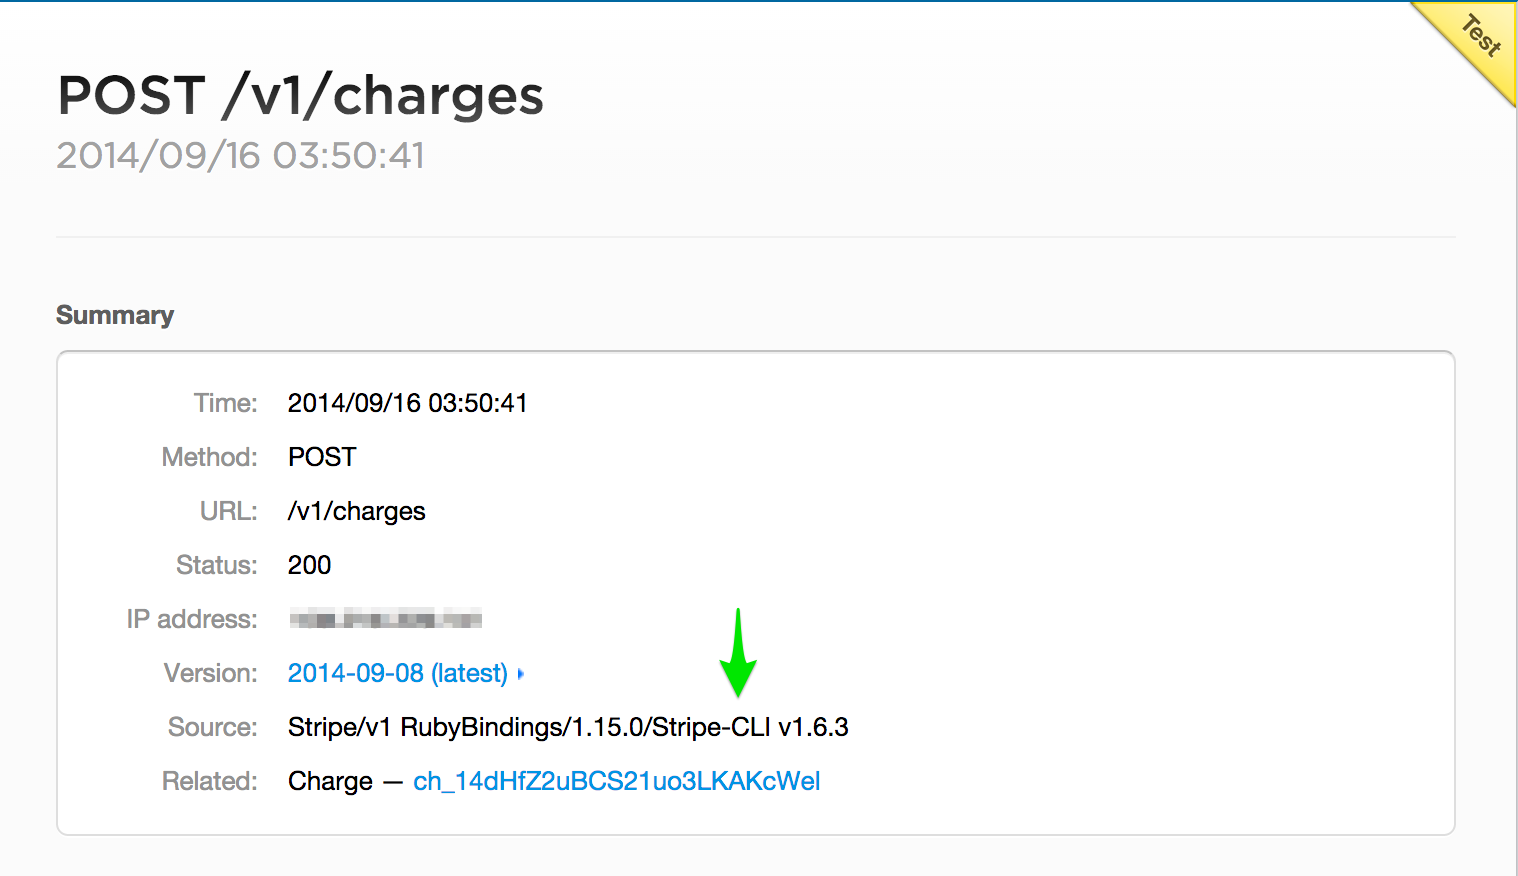 Test
POST /v1/charges
2014/09/16 03:50:41
Summary
Time: 2014/09/16 03:50:41
Method: POST
URL: /v1/charges
Status: 200
IP address:
Version: 2014-09-08 (latest)
Source: Stripe/v1 RubyBindings/1.15.0/Stripe-CLI v1.6.3
Related: Charge — ch_14dHfZ2uBCS21uo3LKAKcWel